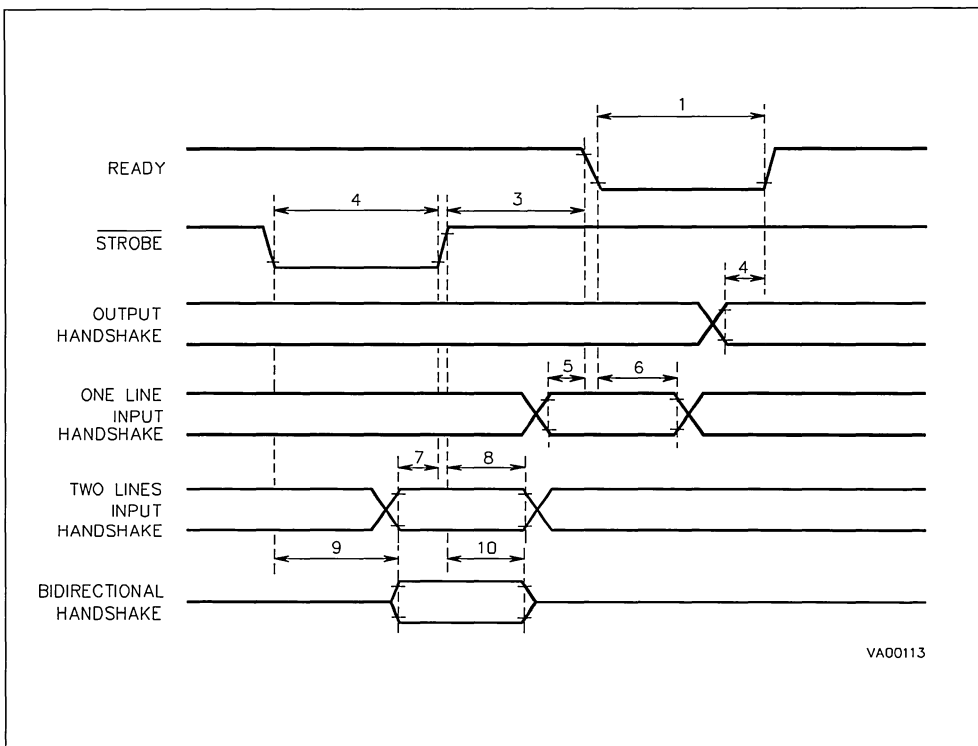 1
READY
4
3
STROBE
4
OUTPUT
HANDSHAKE
5
6
ONE LINE
INPUT
HANDSHAKE
7
8
TWO LINES
INPUT
HANDSHAKE
9
10
BIDIRECTIONAL
HANDSHAKE
VA00113